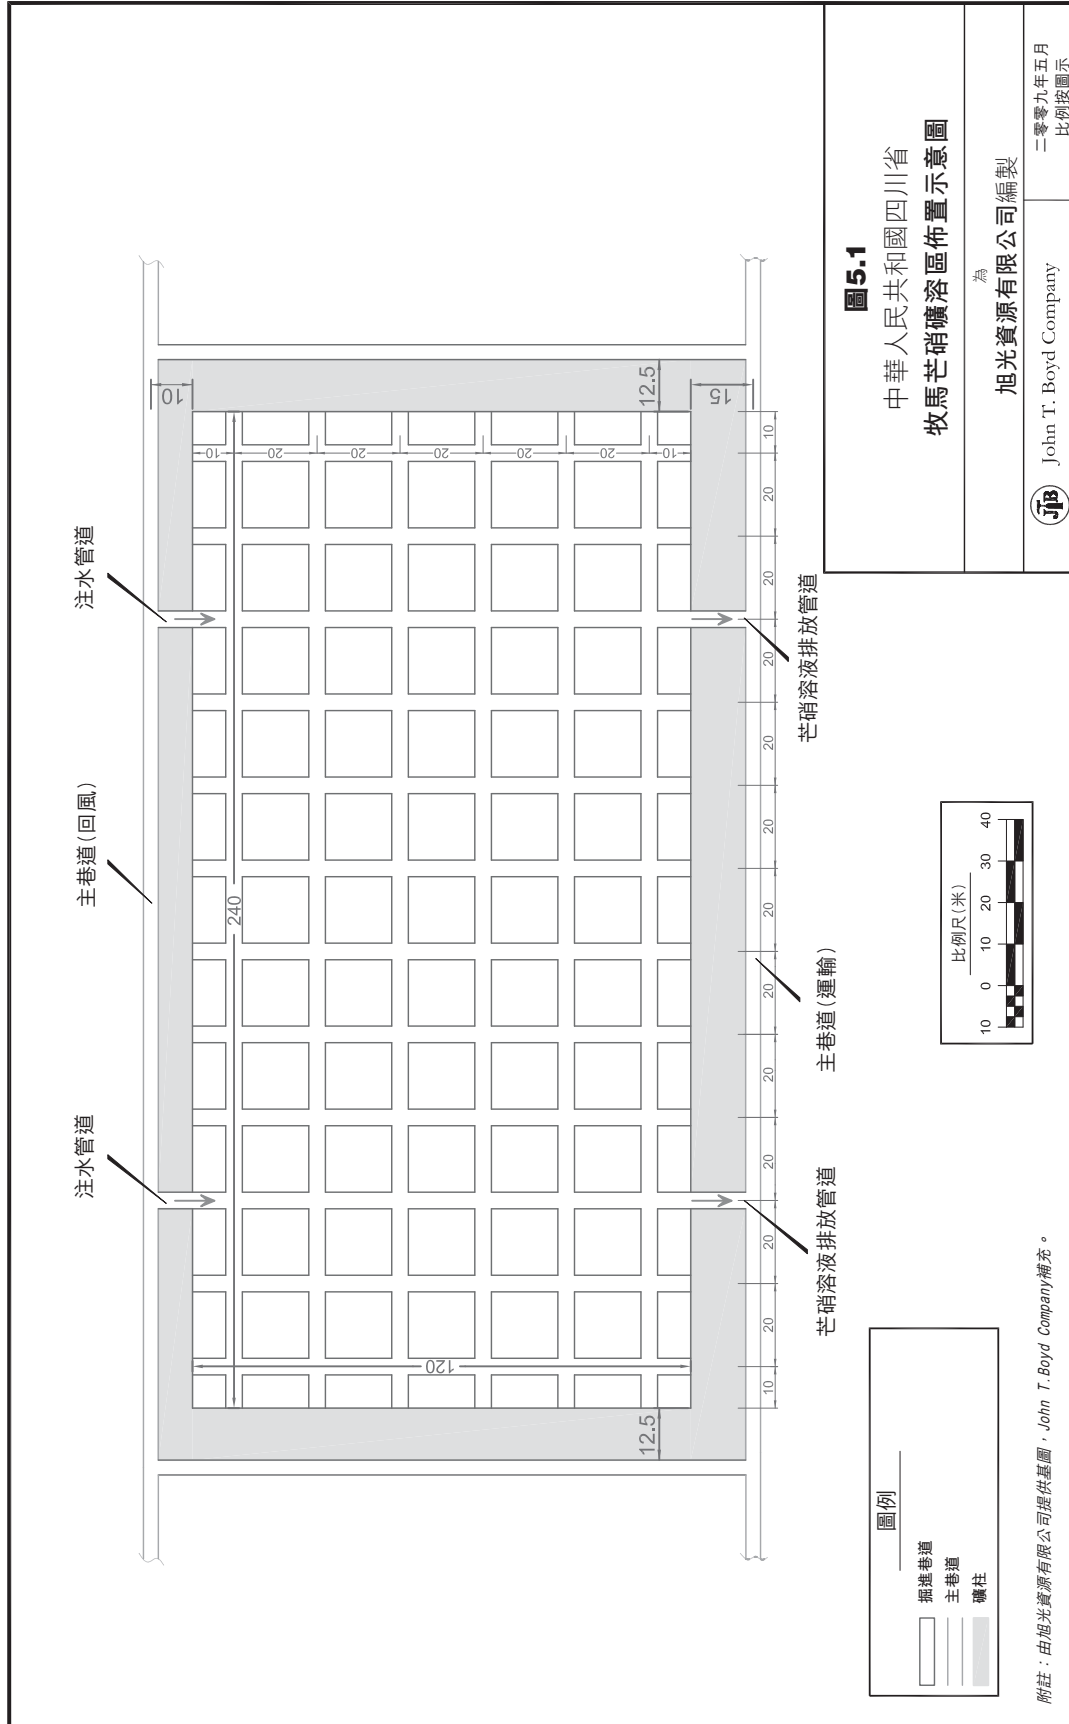 注水管道
主巷道(回風)
注水管道
10
12.5
15
10
20
20
20
20
20
10
240
120
12.5
10
20
20
20
20
20
20
20
20
20
20
20
10
芒硝溶液排放管道
主巷道(運輸)
芒硝溶液排放管道
圖例
掘進巷道
主巷道
礦柱
比例尺(米)
10 0 10 20 30 40
附註:由旭光資源有限公司提供基圖,John T.Boyd Company補充。
圖5.1
中華人民共和國四川省
牧馬芒硝礦溶區佈置示意圖
為
旭光資源有限公司編製
JTB
John T. Boyd Company
二零零九年五月
比例按圖示